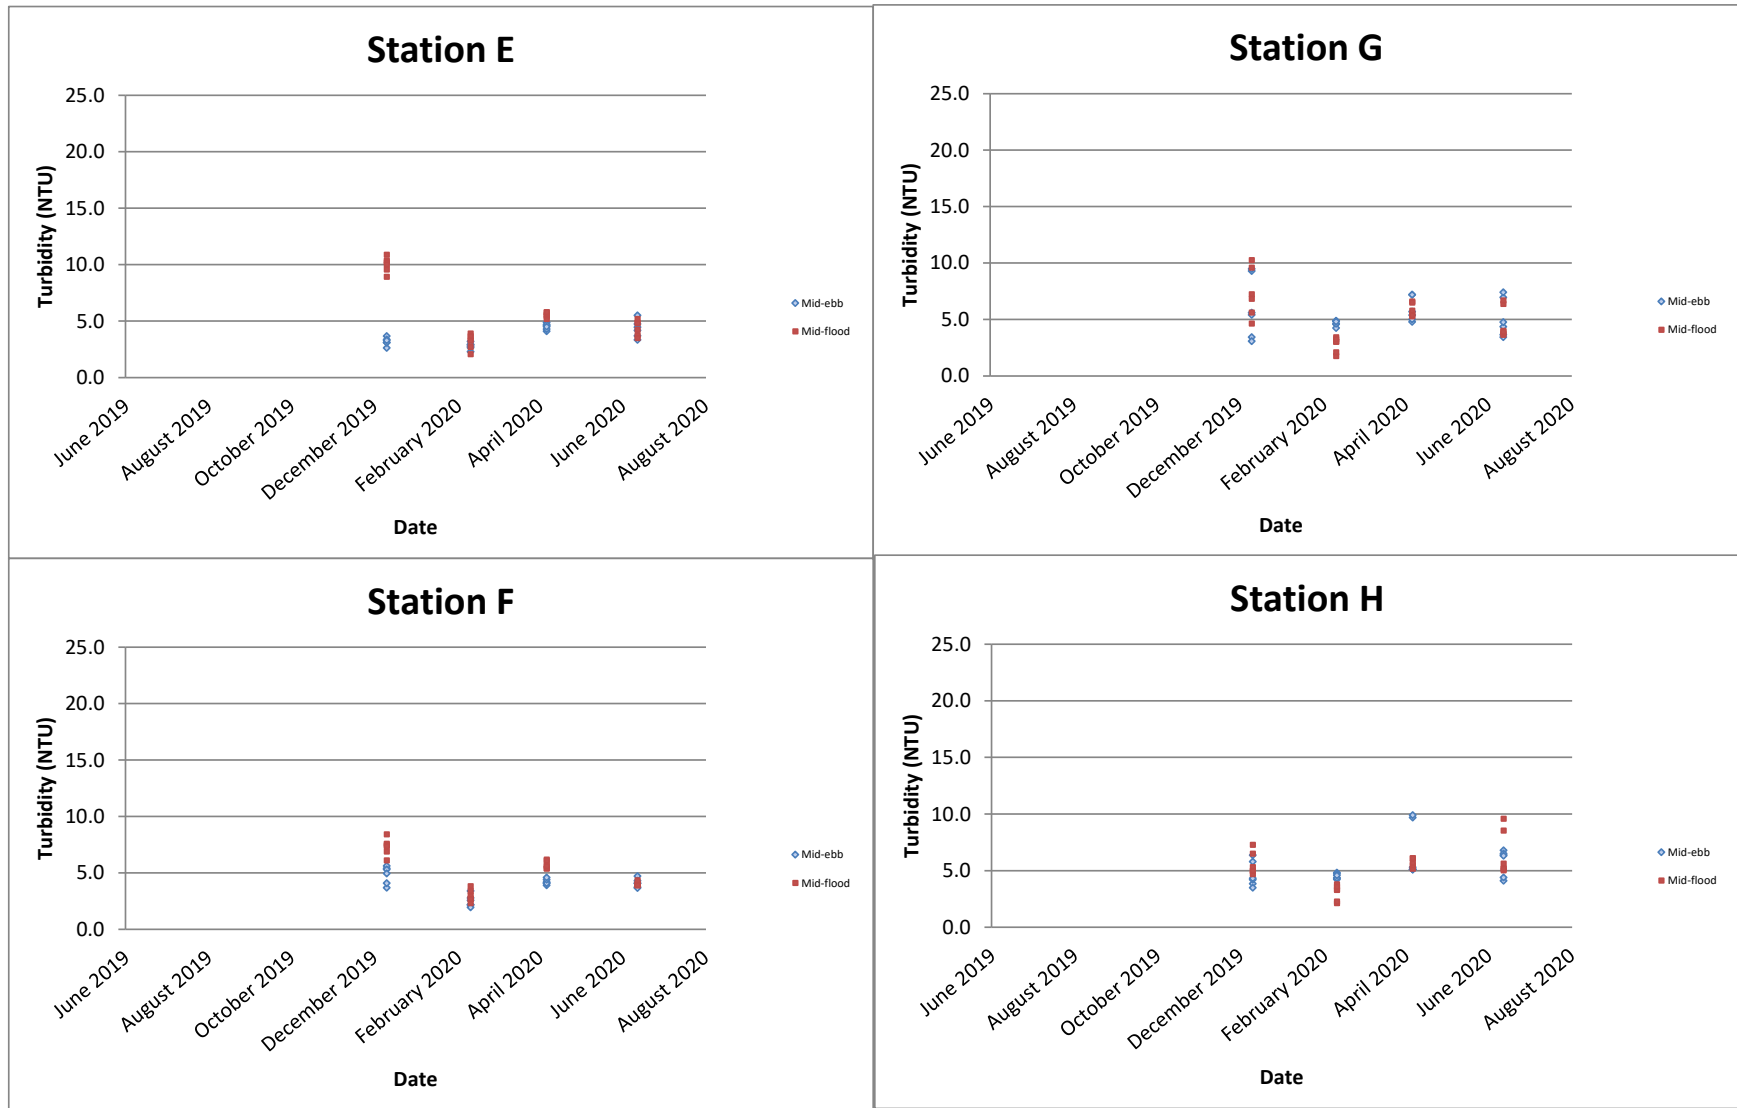 Station E
Turbidity (NTU)
25.0
20.0
15.0
10.0
5.0
0.0
June 2019
August 2019
October 2019
December 2019
February 2020
April 2020
June 2020
August 2020
Date
Mid-ebb
Mid-flood
Station G
Turbidity (NTU)
25.0
20.0
15.0
10.0
5.0
0.0
June 2019
August 2019
October 2019
December 2019
February 2020
April 2020
June 2020
August 2020
Date
Mid-ebb
Mid-flood
Station F
Turbidity (NTU)
25.0
20.0
15.0
10.0
5.0
0.0
June 2019
August 2019
October 2019
December 2019
February 2020
April 2020
June 2020
August 2020
Date
Mid-ebb
Mid-flood
Station H
Turbidity (NTU)
25.0
20.0
15.0
10.0
5.0
0.0
June 2019
August 2019
October 2019
December 2019
February 2020
April 2020
June 2020
August 2020
Date
Mid-ebb
Mid-flood